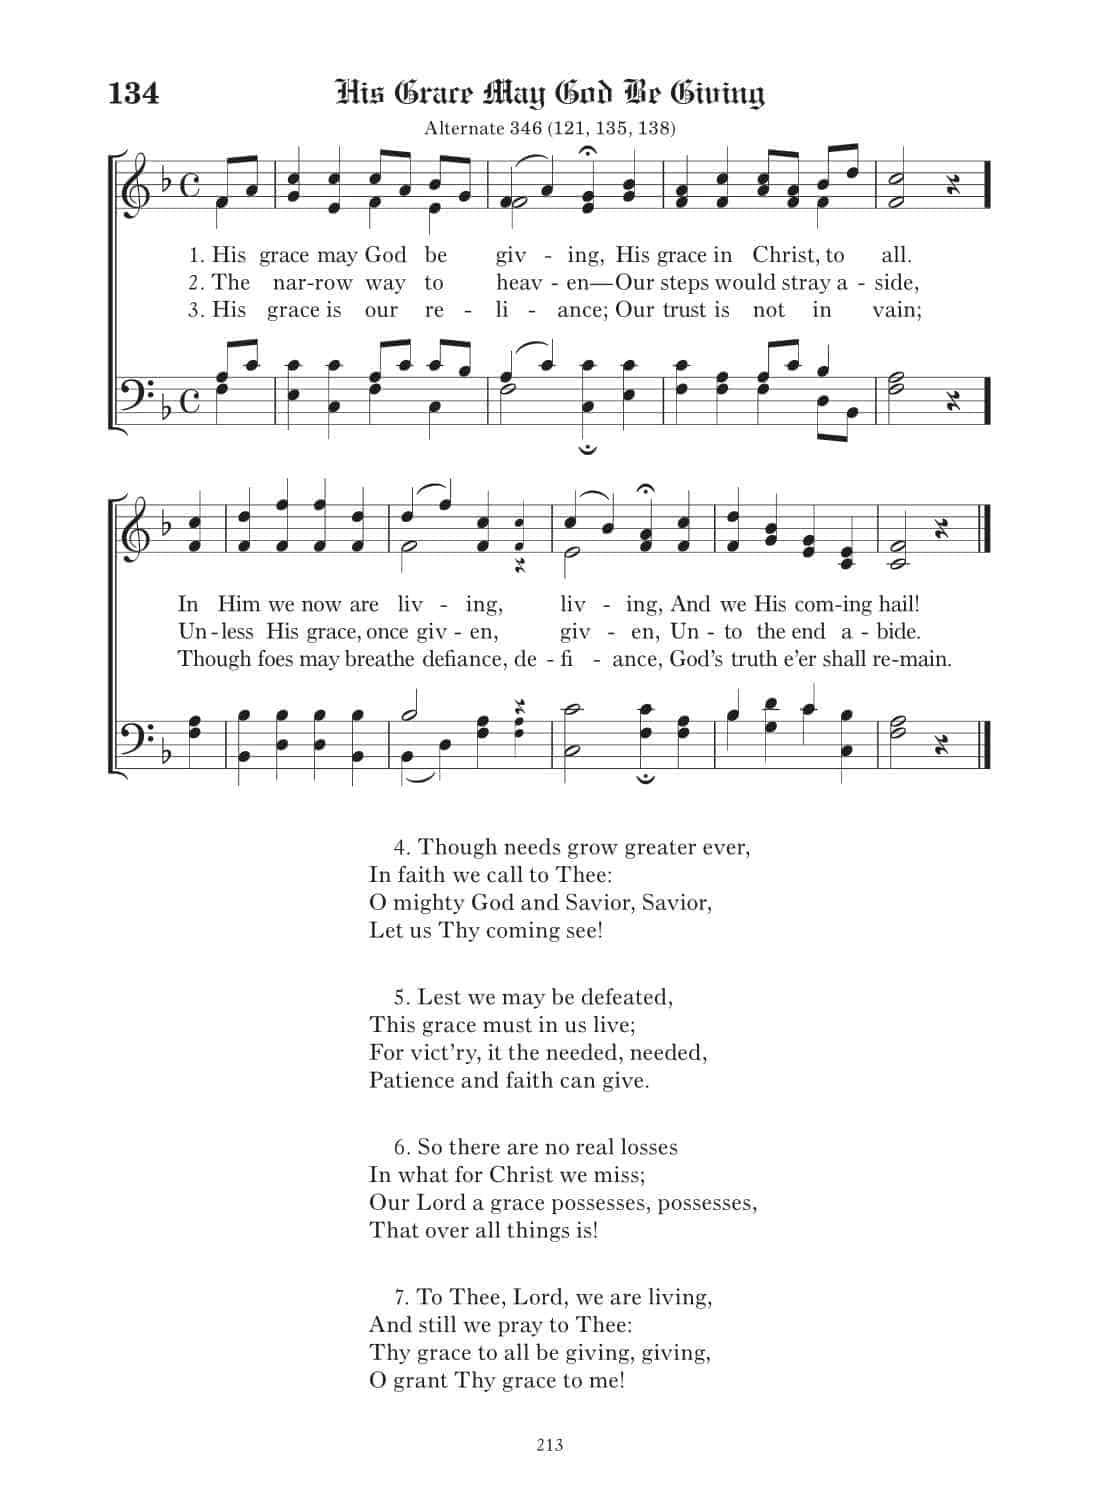 134 His Grace May God Be Giving
Alternate 346 (121, 135, 138)
1. His grace may God be giv - ing, His grace in Christ, to all.
2. The nar-row way to heav - en—Our steps would stray a - side,
3. His grace is our re - li - ance; Our trust is not in vain;
In Him we now are liv - ing, liv - ing, And we His com-ing hail!
Un-less His grace, once giv - en, giv - en, Un - to the end a - bide.
Though foes may breathe defiance, de - fi - ance, God's truth e'er shall re-main.
4. Though needs grow greater ever,
In faith we call to Thee:
O mighty God and Savior, Savior,
Let us Thy coming see!
5. Lest we may be defeated,
This grace must in us live;
For vict'ry, it the needed, needed,
Patience and faith can give.
6. So there are no real losses
In what for Christ we miss;
Our Lord a grace possesses, possesses,
That over all things is!
7. To Thee, Lord, we are living,
And still we pray to Thee:
Thy grace to all be giving, giving,
O grant Thy grace to me!
213